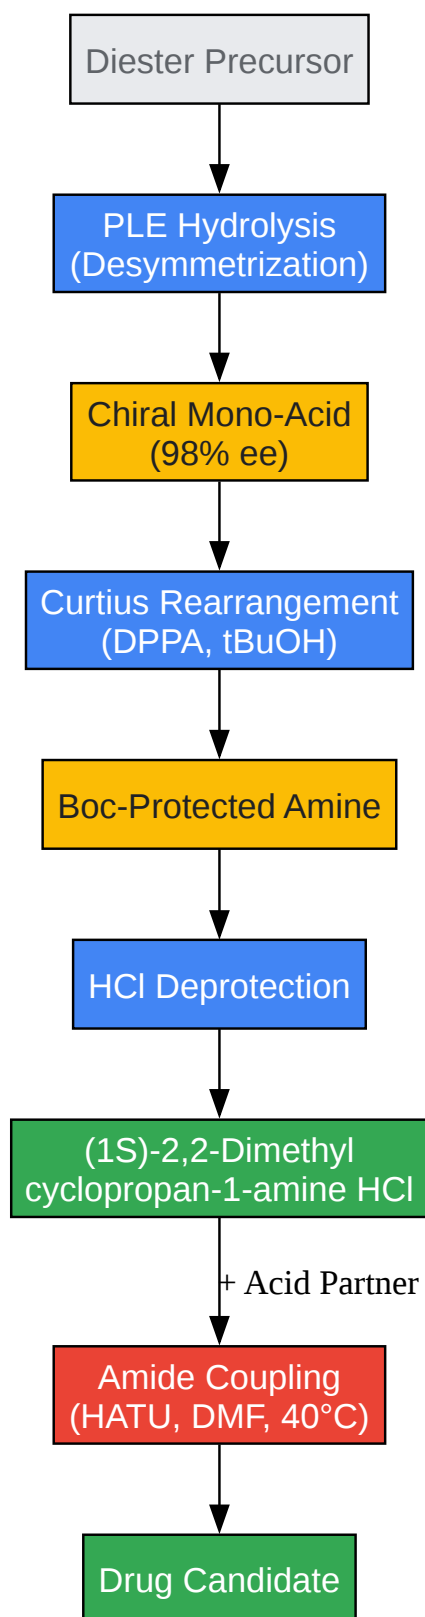 Diester Precursor
PLE Hydrolysis
(Desymmetrization)
Chiral Mono-Acid
(98% ee)
Curtius Rearrangement
(DPPA, tBuOH)
Boc-Protected Amine
HCl Deprotection
(1S)-2,2-Dimethyl
cyclopropan-1-amine HCl
+ Acid Partner
Amide Coupling
(HATU, DMF, 40°C)
Drug Candidate